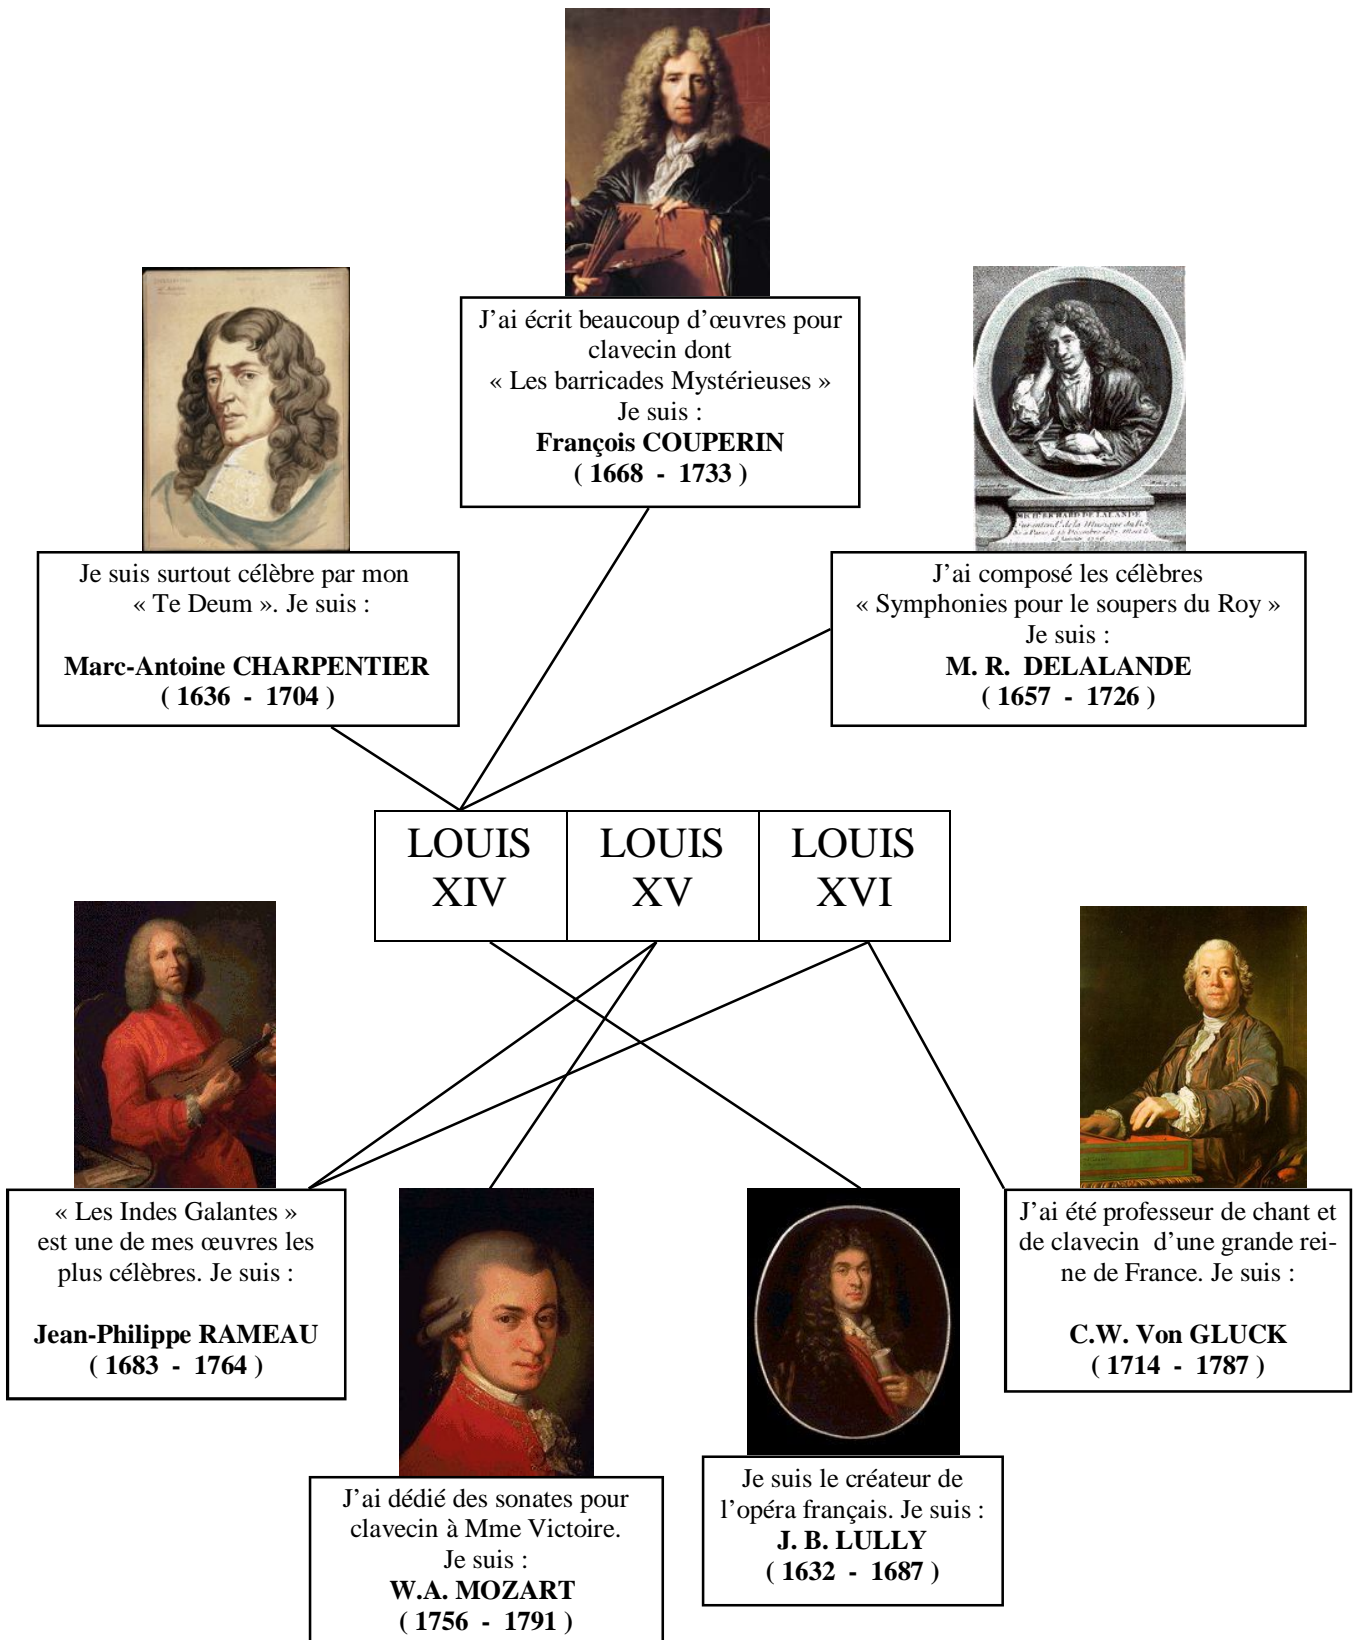 J’ai écrit beaucoup d’œuvres pour
clavecin dont
« Les barricades Mystérieuses »
Je suis :
François COUPERIN
( 1668 - 1733 )
Je suis surtout célèbre par mon
« Te Deum ». Je suis :
Marc-Antoine CHARPENTIER
( 1636 - 1704 )
J’ai composé les célèbres
« Symphonies pour le soupers du Roy »
Je suis :
M. R. DELALANDE
( 1657 - 1726 )
LOUIS
XIV
LOUIS
XV
LOUIS
XVI
« Les Indes Galantes »
est une de mes œuvres les
plus célèbres. Je suis :
Jean-Philippe RAMEAU
( 1683 - 1764 )
J’ai été professeur de chant et
de clavecin d’une grande rei-
ne de France. Je suis :
C.W. Von GLUCK
( 1714 - 1787 )
J’ai dédié des sonates pour
clavecin à Mme Victoire.
Je suis :
W.A. MOZART
( 1756 - 1791 )
Je suis le créateur de
l’opéra français. Je suis :
J. B. LULLY
( 1632 - 1687 )